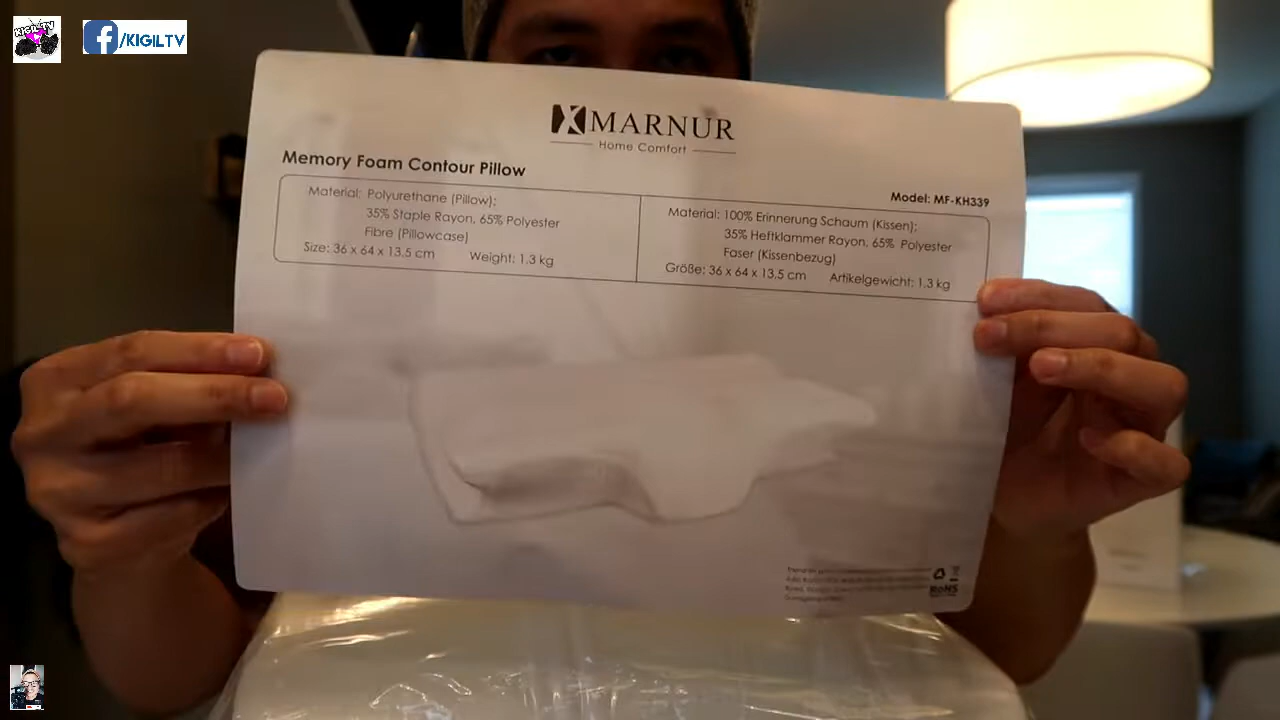 KIGILTV
/KIGILTV
MARNUR
Home Comfort
Memory Foam Contour Pillow
Model: MF-KH339
Material: Polyurethane (Pillow);
35% Staple Rayon, 65% Polyester
Fibre (Pillowcase)
Size: 36 x 64 x 13.5 cm Weight: 1.3 kg
Material: 100% Erinnerung Schaum (Kissen);
35% Heftklammer Rayon, 65% Polyester
Faser (Kissenbezug)
Größe: 36 x 64 x 13.5 cm Artikelgewicht: 1.3 kg
RoHS